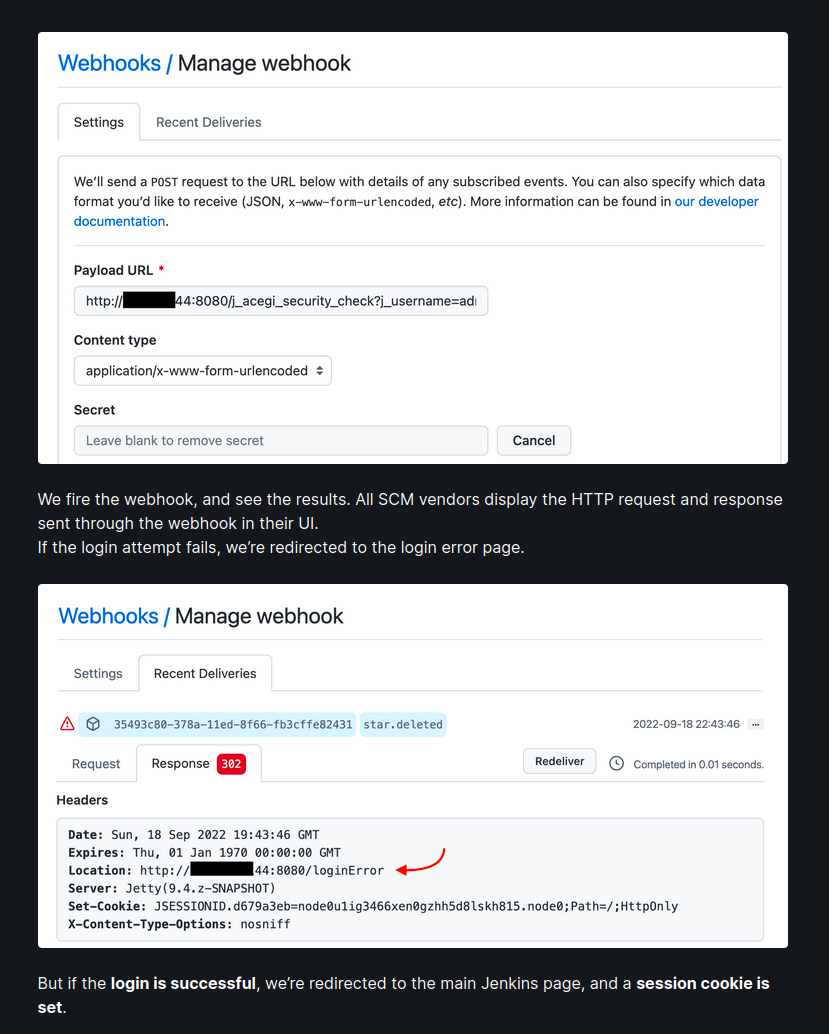 Webhooks / Manage webhook
Settings
Recent Deliveries
We'll send a POST request to the URL below with details of any subscribed events. You can also specify which data
format you'd like to receive (JSON, x-www-form-urlencoded, etc). More information can be found in our developer
documentation.
Payload URL *
http:// 44:8080/j_acegi_security_check?j_username=adı
Content type
application/x-www-form-urlencoded
Secret
Leave blank to remove secret
Cancel
We fire the webhook, and see the results. All SCM vendors display the HTTP request and response
sent through the webhook in their UI.
If the login attempt fails, we're redirected to the login error page.
Webhooks / Manage webhook
Settings
Recent Deliveries
35493c80-378a-11ed-8f66-fb3cffe82431
star.deleted
2022-09-18 22:43:46
Request
Response 302
Redeliver
Completed in 0.01 seconds.
Headers
Date: Sun, 18 Sep 2022 19:43:46 GMT
Expires: Thu, 01 Jan 1970 00:00:00 GMT
Location: http:// 44:8080/loginError
Server: Jetty(9.4.z-SNAPSHOT)
Set-Cookie: JSESSIONID.d679a3eb=node0u1ig3466xen0gzhh5d8lskh815.node0;Path=/;HttpOnly
X-Content-Type-Options: nosniff
But if the login is successful, we're redirected to the main Jenkins page, and a session cookie is
set.